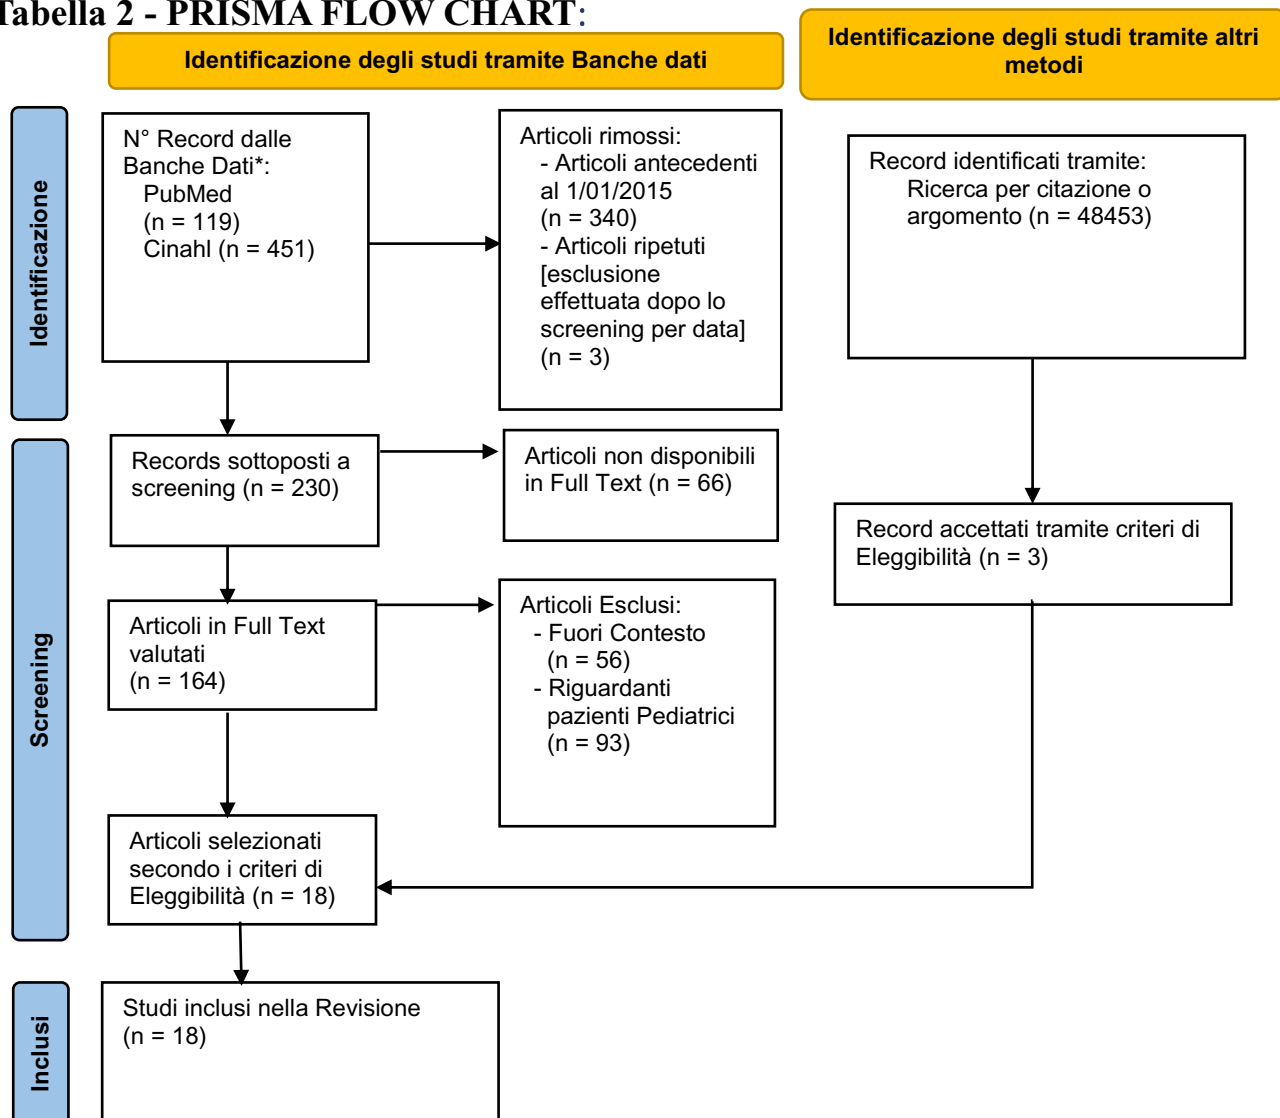 Tabella 2 - PRISMA FLOW CHART:
Identificazione degli studi tramite Banche dati
Identificazione degli studi tramite altri
metodi
Identificazione
N° Record dalle
Banche Dati*:
PubMed
(n = 119)
Cinahl (n = 451)
Articoli rimossi:
- Articoli antecedenti
al 1/01/2015
(n = 340)
- Articoli ripetuti
[esclusione
effettuata dopo lo
screening per data]
(n = 3)
Record identificati tramite:
Ricerca per citazione o
argomento (n = 48453)
Screening
Records sottoposti a
screening (n = 230)
Articoli non disponibili
in Full Text (n = 66)
Record accettati tramite criteri di
Eleggibilità (n = 3)
Articoli in Full Text
valutati
(n = 164)
Articoli Esclusi:
- Fuori Contesto
(n = 56)
- Riguardanti
pazienti Pediatrici
(n = 93)
Articoli selezionati
secondo i criteri di
Eleggibilità (n = 18)
Inclusi
Studi inclusi nella Revisione
(n = 18)